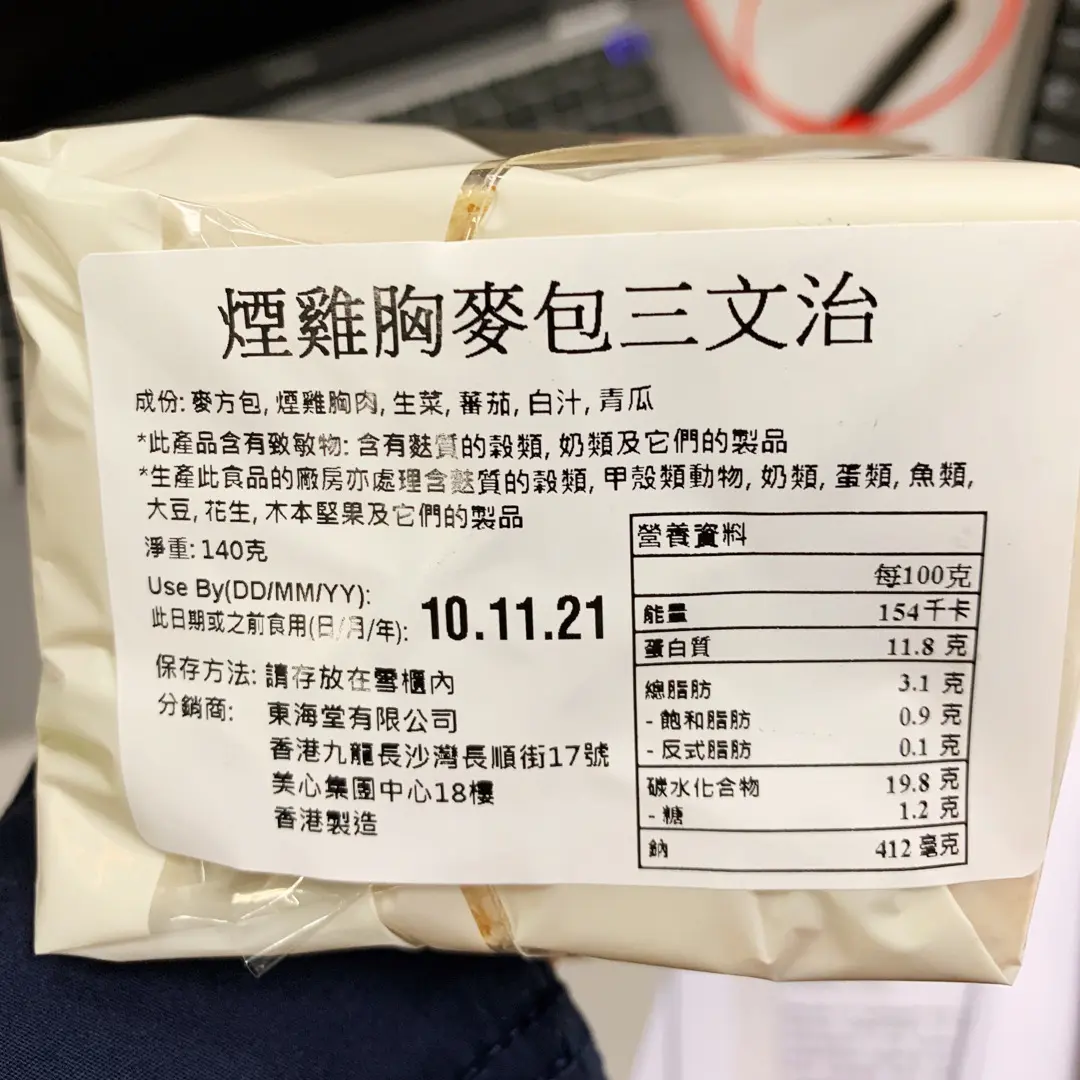 煙雞胸麥包三文治
成份: 麥方包, 煙雞胸肉, 生菜, 蕃茄, 白汁, 青瓜
*此產品含有致敏物: 含有麩質的穀類, 奶類及它們的製品
*生產此食品的廠房亦處理含麩質的穀類, 甲殼類動物, 奶類, 蛋類, 魚類,
大豆, 花生, 木本堅果及它們的製品
淨重: 140克
Use By(DD/MM/YY):
此日期或之前食用(日/月/年): 10.11.21
保存方法: 請存放在雪櫃內
分銷商: 東海堂有限公司
香港九龍長沙灣長順街17號
美心集團中心18樓
香港製造
營養資料
每100克
能量 154千卡
蛋白質 11.8 克
總脂肪 3.1 克
- 飽和脂肪 0.9 克
- 反式脂肪 0.1 克
碳水化合物 19.8 克
- 糖 1.2 克
鈉 412 毫克